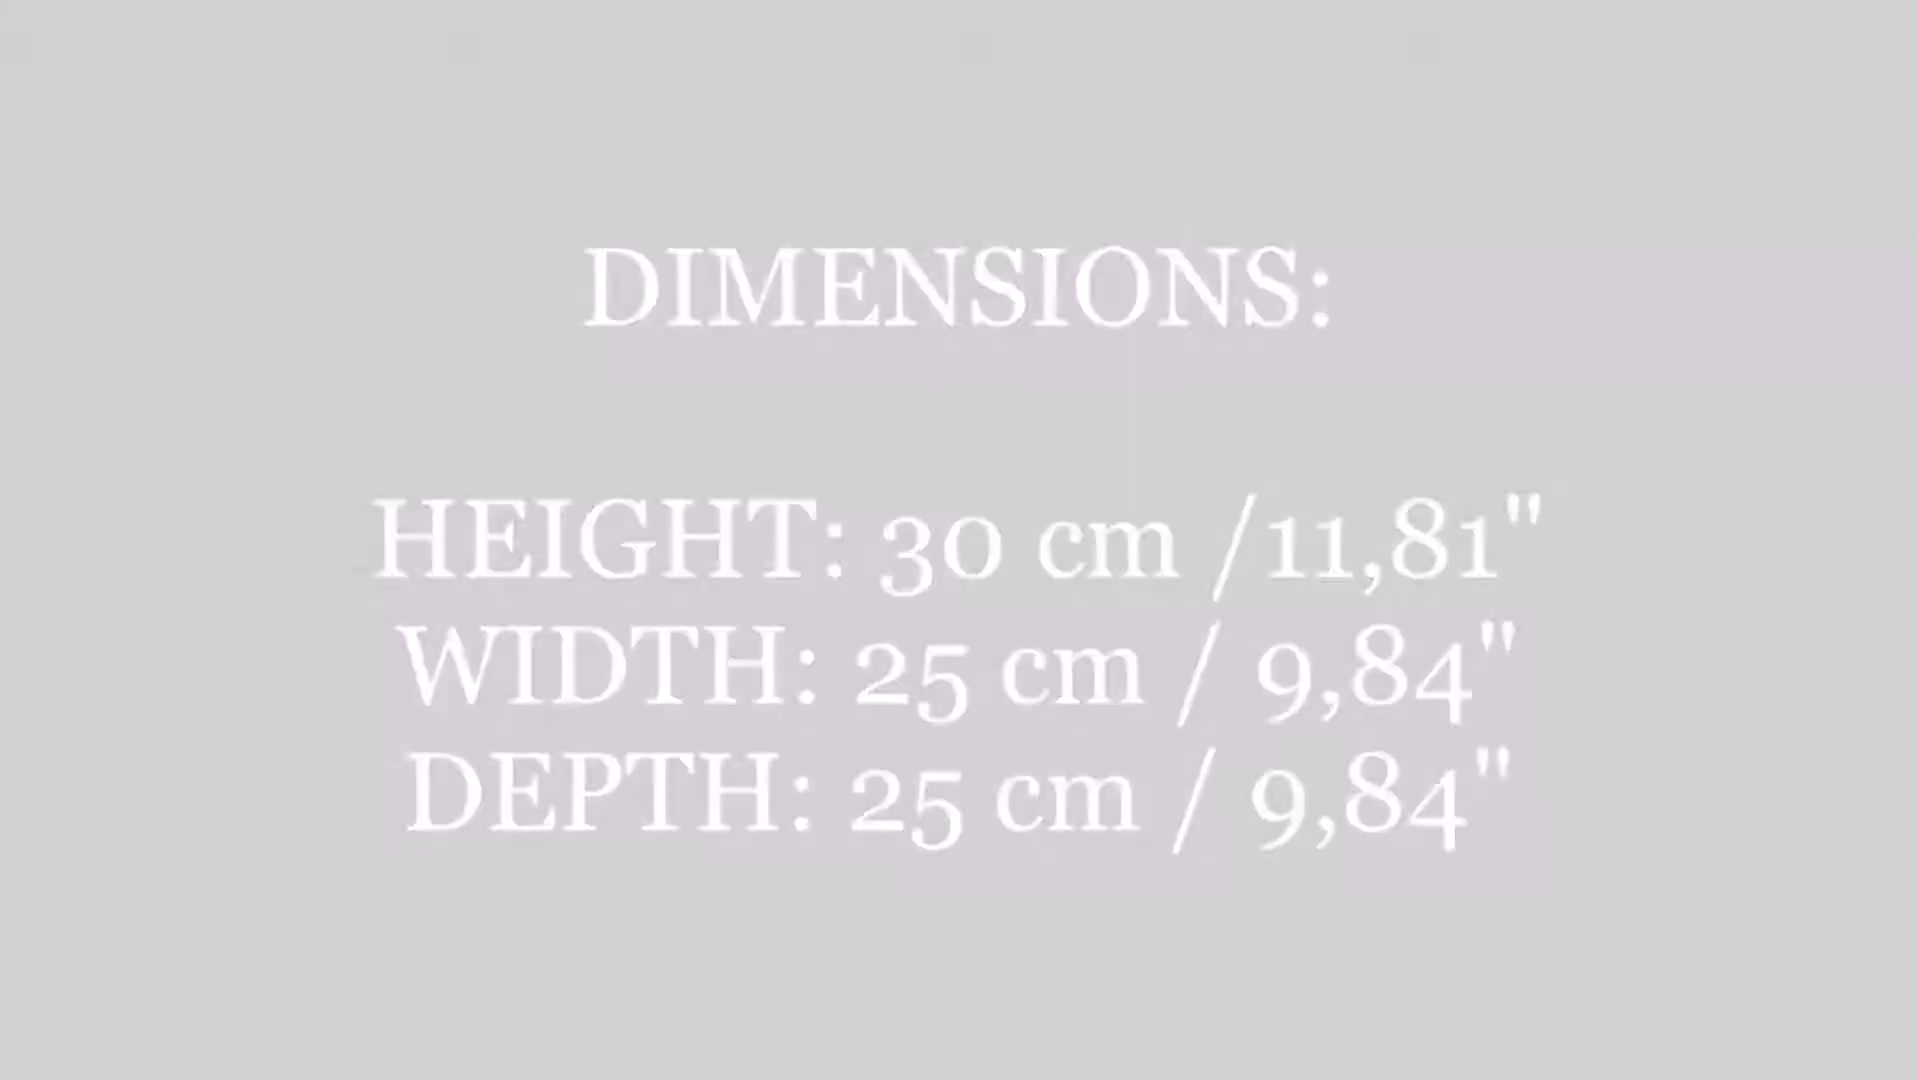 DIMENSIONS:
HEIGHT: 30 cm /11,81"
WIDTH: 25 cm / 9,84"
DEPTH: 25 cm / 9,84"